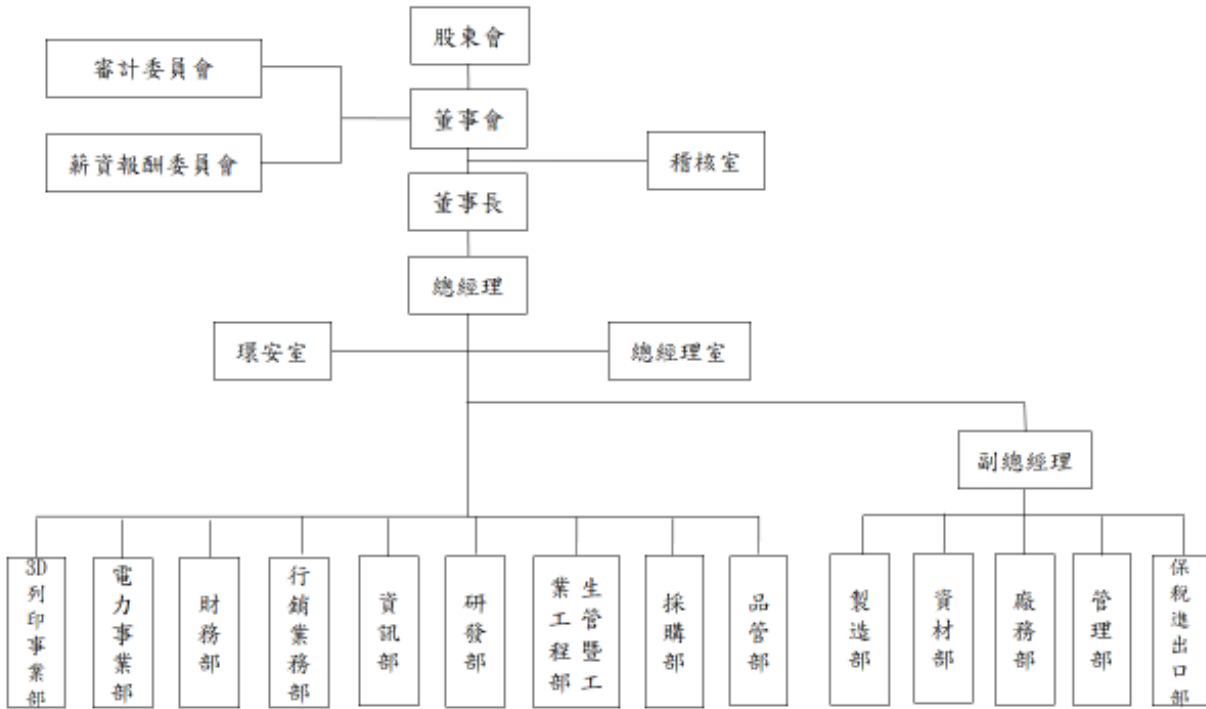 股東會
審計委員會
董事會
薪資報酬委員會
稽核室
董事長
總經理
環安室
總經理室
副總經理
3D列印事業部
電力事業部
財務部
行銷業務部
資訊部
研發部
生管暨工
業工程部
採購部
品管部
製造部
資材部
廠務部
管理部
保稅進出口部